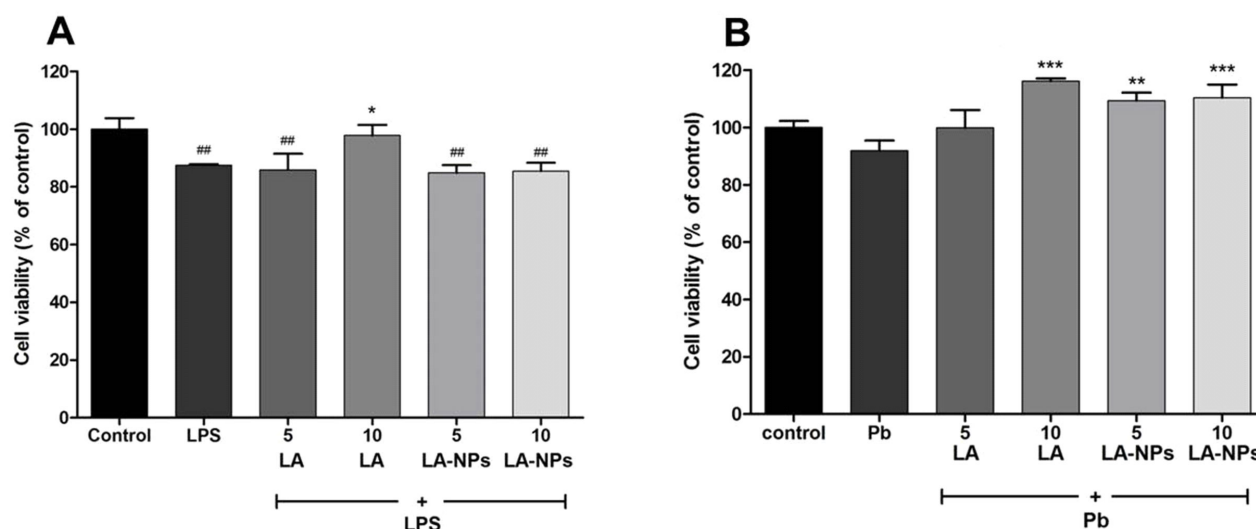 A
Cell viability (% of control)
120
100
80
60
40
20
0
##
##
*
##
##
Control LPS 5 10 5 10
LA LA LA-NPs LA-NPs
+
LPS
B
Cell viability (% of control)
120
100
80
60
40
20
0
***
**
***
control Pb 5 10 5 10
LA LA LA-NPs LA-NPs
+
Pb